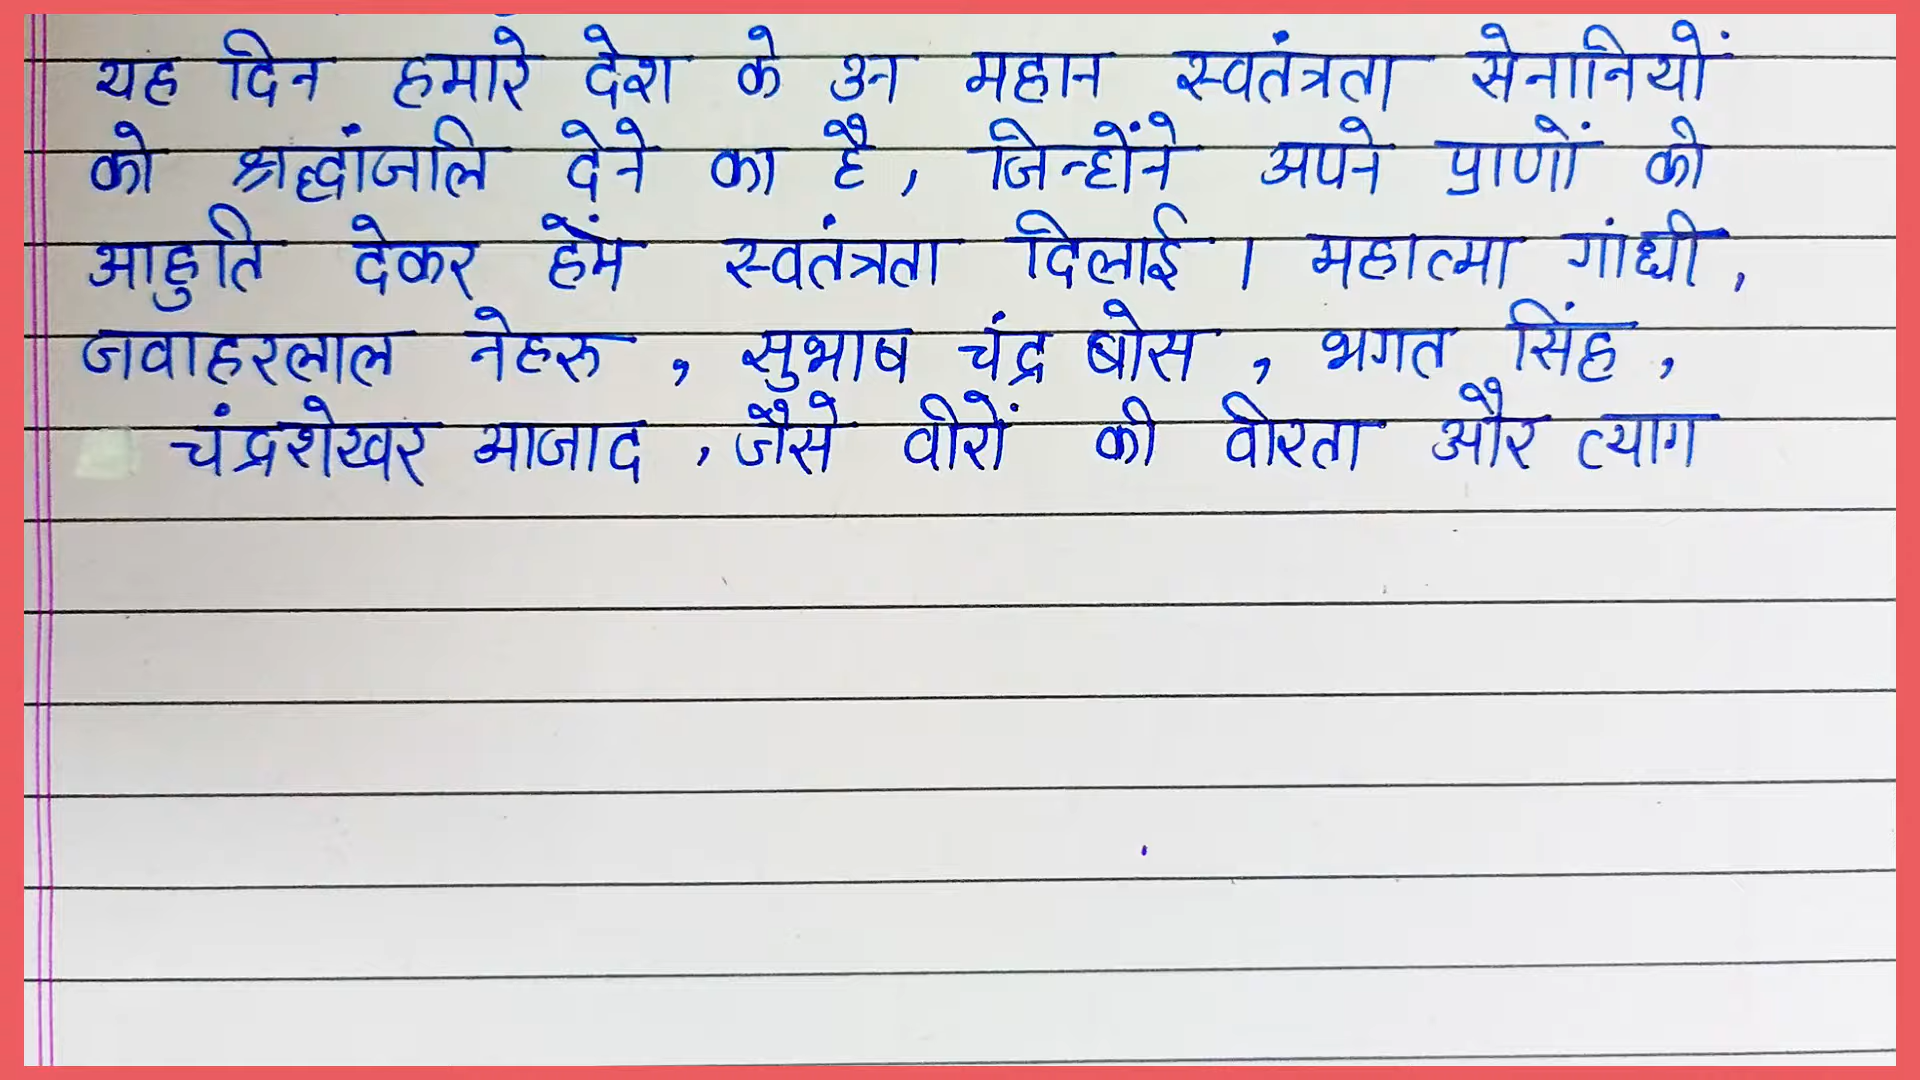 यह दिन हमारे देश के उन महान स्वतंत्रता सेनानियों
को श्रद्धांजलि देने का है, जिन्होंने अपने प्राणों की
आहुति देकर हमें स्वतंत्रता दिलाई । महात्मा गांधी,
जवाहरलाल नेहरू , सुभाष चंद्र बोस , भगत सिंह,
चंद्रशेखर आजाद , जैसे वीरों की वीरता और त्याग